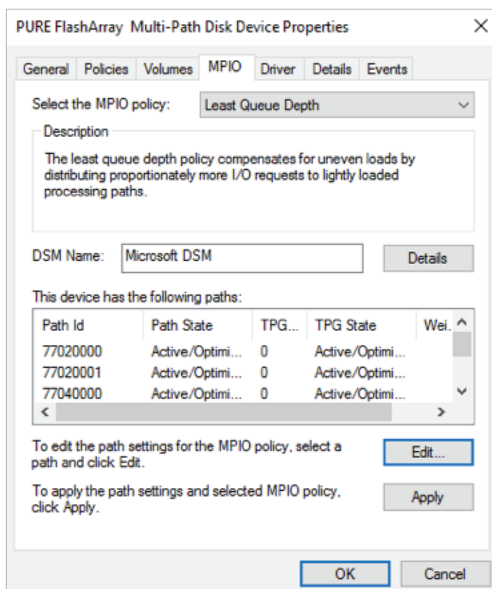 PURE FlashArray Multi-Path Disk Device Properties
General Policies Volumes MPIO Driver Details Events
Select the MPIO policy: Least Queue Depth
Description
The least queue depth policy compensates for uneven loads by
distributing proportionately more I/O requests to lightly loaded
processing paths.
DSM Name: Microsoft DSM Details
This device has the following paths:
Path Id Path State TPG... TPG State Wei.
77020000 Active/Optimi... 0 Active/Optimi...
77020001 Active/Optimi... 0 Active/Optimi...
77040000 Active/Optimi... 0 Active/Optimi...
To edit the path settings for the MPIO policy, select a
path and click Edit.
Edit...
To apply the path settings and selected MPIO policy,
click Apply.
Apply
OK Cancel